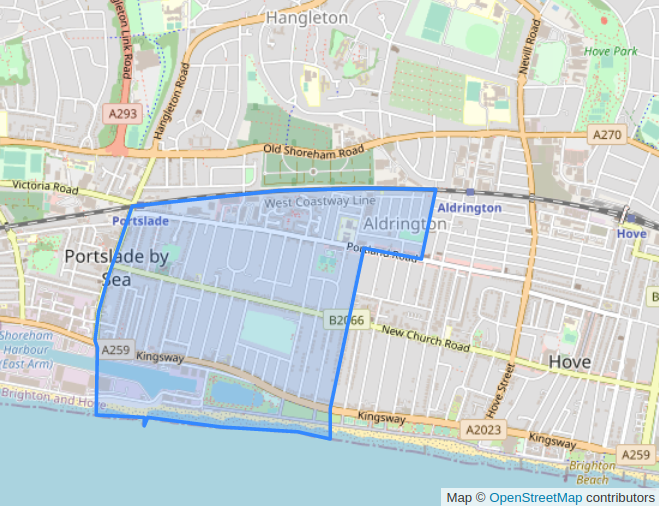 Hangleton
Hangleton Link Road
Nevill Road
Hove Park
A293
Hangleton Road
A270
Old Shoreham Road
Victoria Road
West Coastway Line
Portslade
Aldrington
Aldrington
Hove
Portland Road
Portslade by
Sea
B2066
New Church Road
Shoreham
Harbour
(East Arm)
A259
Kingsway
Hove
Hove Street
Brighton and Hove
Kingsway
A2023
Kingsway
A259
Brighton
Beach
Map © OpenStreetMap contributors